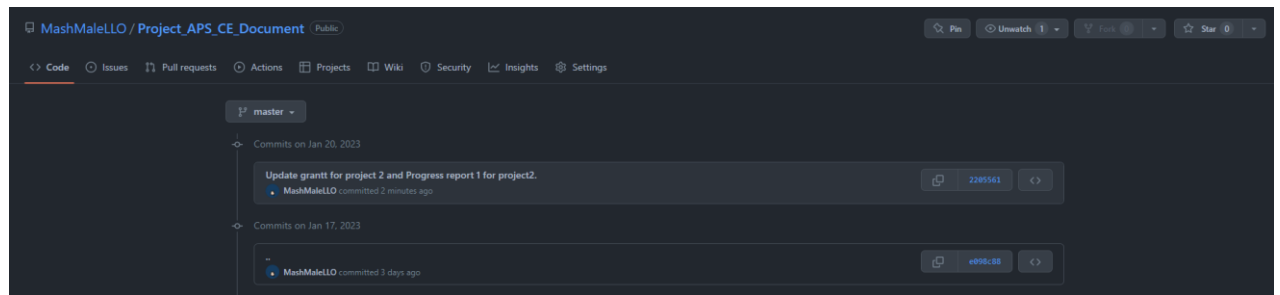 MashMaleLLO / Project_APS_CE_Document Public
Pin Unwatch 1 Fork 0 Star 0
<> Code Issues Pull requests Actions Projects Wiki Security Insights Settings
master
Commits on Jan 20, 2023
Update grantt for project 2 and Progress report 1 for project2.
MashMaleLLO committed 2 minutes ago
2205561 <>
Commits on Jan 17, 2023
..
MashMaleLLO committed 3 days ago
e098c88 <>